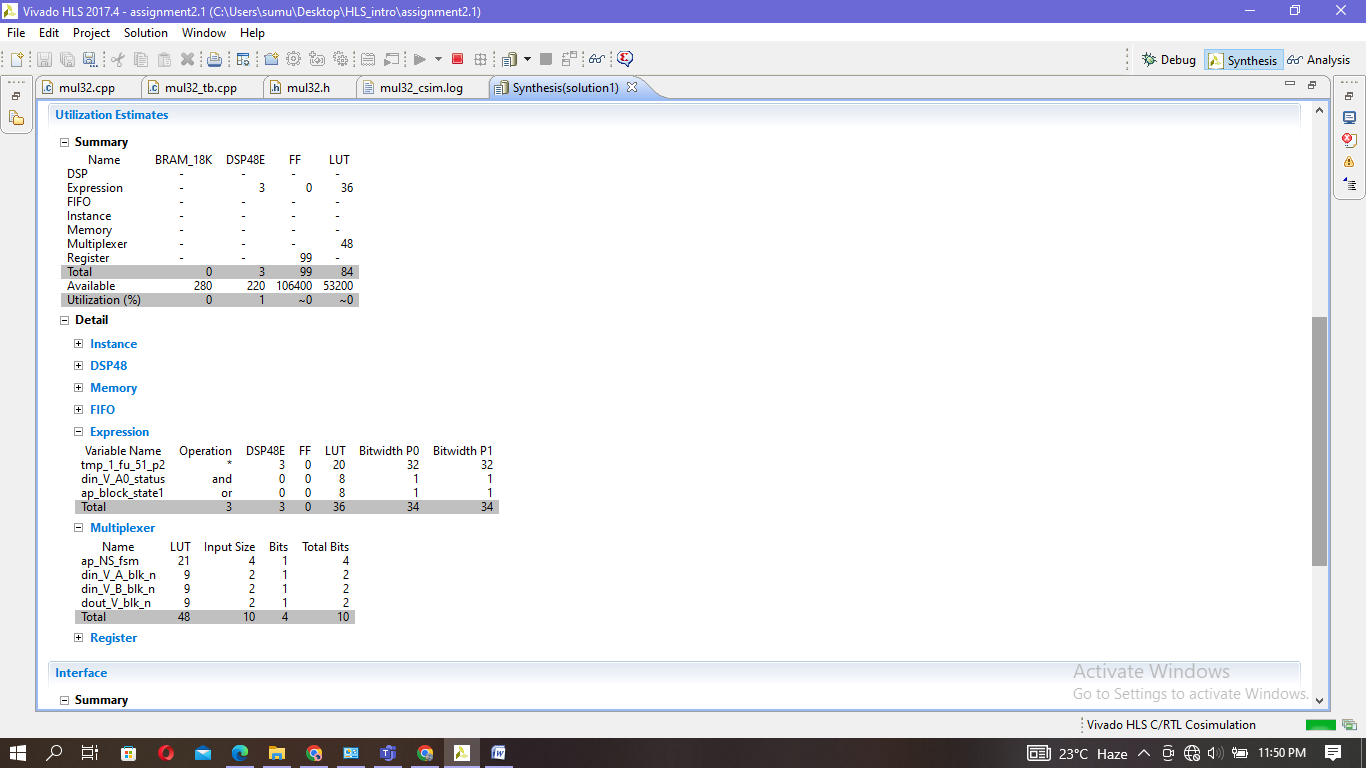 Vivado HLS 2017.4 - assignment2.1 (C:\Users\sumu\Desktop\HLS_intro\assignment2.1)
File Edit Project Solution Window Help
Debug Synthesis Analysis
mul32.cpp mul32_tb.cpp mul32.h mul32_csim.log Synthesis(solution1)
Utilization Estimates
Summary
Name BRAM_18K DSP48E FF LUT
DSP - - - -
Expression - 3 0 36
FIFO - - - -
Instance - - - -
Memory - - - -
Multiplexer - - - 48
Register - - 99 -
Total 0 3 99 84
Available 280 220 106400 53200
Utilization (%) 0 1 ~0 ~0
Detail
Instance
DSP48
Memory
FIFO
Expression
Variable Name Operation DSP48E FF LUT Bitwidth P0 Bitwidth P1
tmp_1_fu_51_p2 * 3 0 20 32 32
din_V_A0_status and 0 0 8 1 1
ap_block_state1 or 0 0 8 1 1
Total 3 3 0 36 34 34
Multiplexer
Name LUT Input Size Bits Total Bits
ap_NS_fsm 21 4 1 4
din_V_A_blk_n 9 2 1 2
din_V_B_blk_n 9 2 1 2
dout_V_blk_n 9 2 1 2
Total 48 10 4 10
Register
Interface
Summary
Activate Windows
Go to Settings to activate Windows.
Vivado HLS C/RTL Cosimulation
23°C Haze 11:50 PM